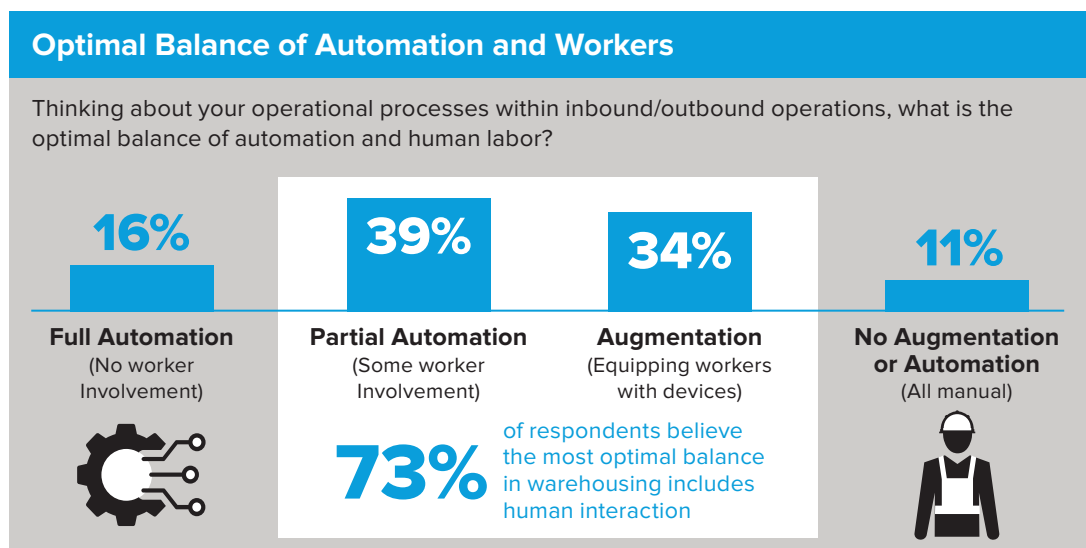 Optimal Balance of Automation and Workers
Thinking about your operational processes within inbound/outbound operations, what is the
optimal balance of automation and human labor?
16%
Full Automation
(No worker
Involvement)
39%
Partial Automation
(Some worker
Involvement)
34%
Augmentation
(Equipping workers
with devices)
11%
No Augmentation
or Automation
(All manual)
73%
of respondents believe
the most optimal balance
in warehousing includes
human interaction